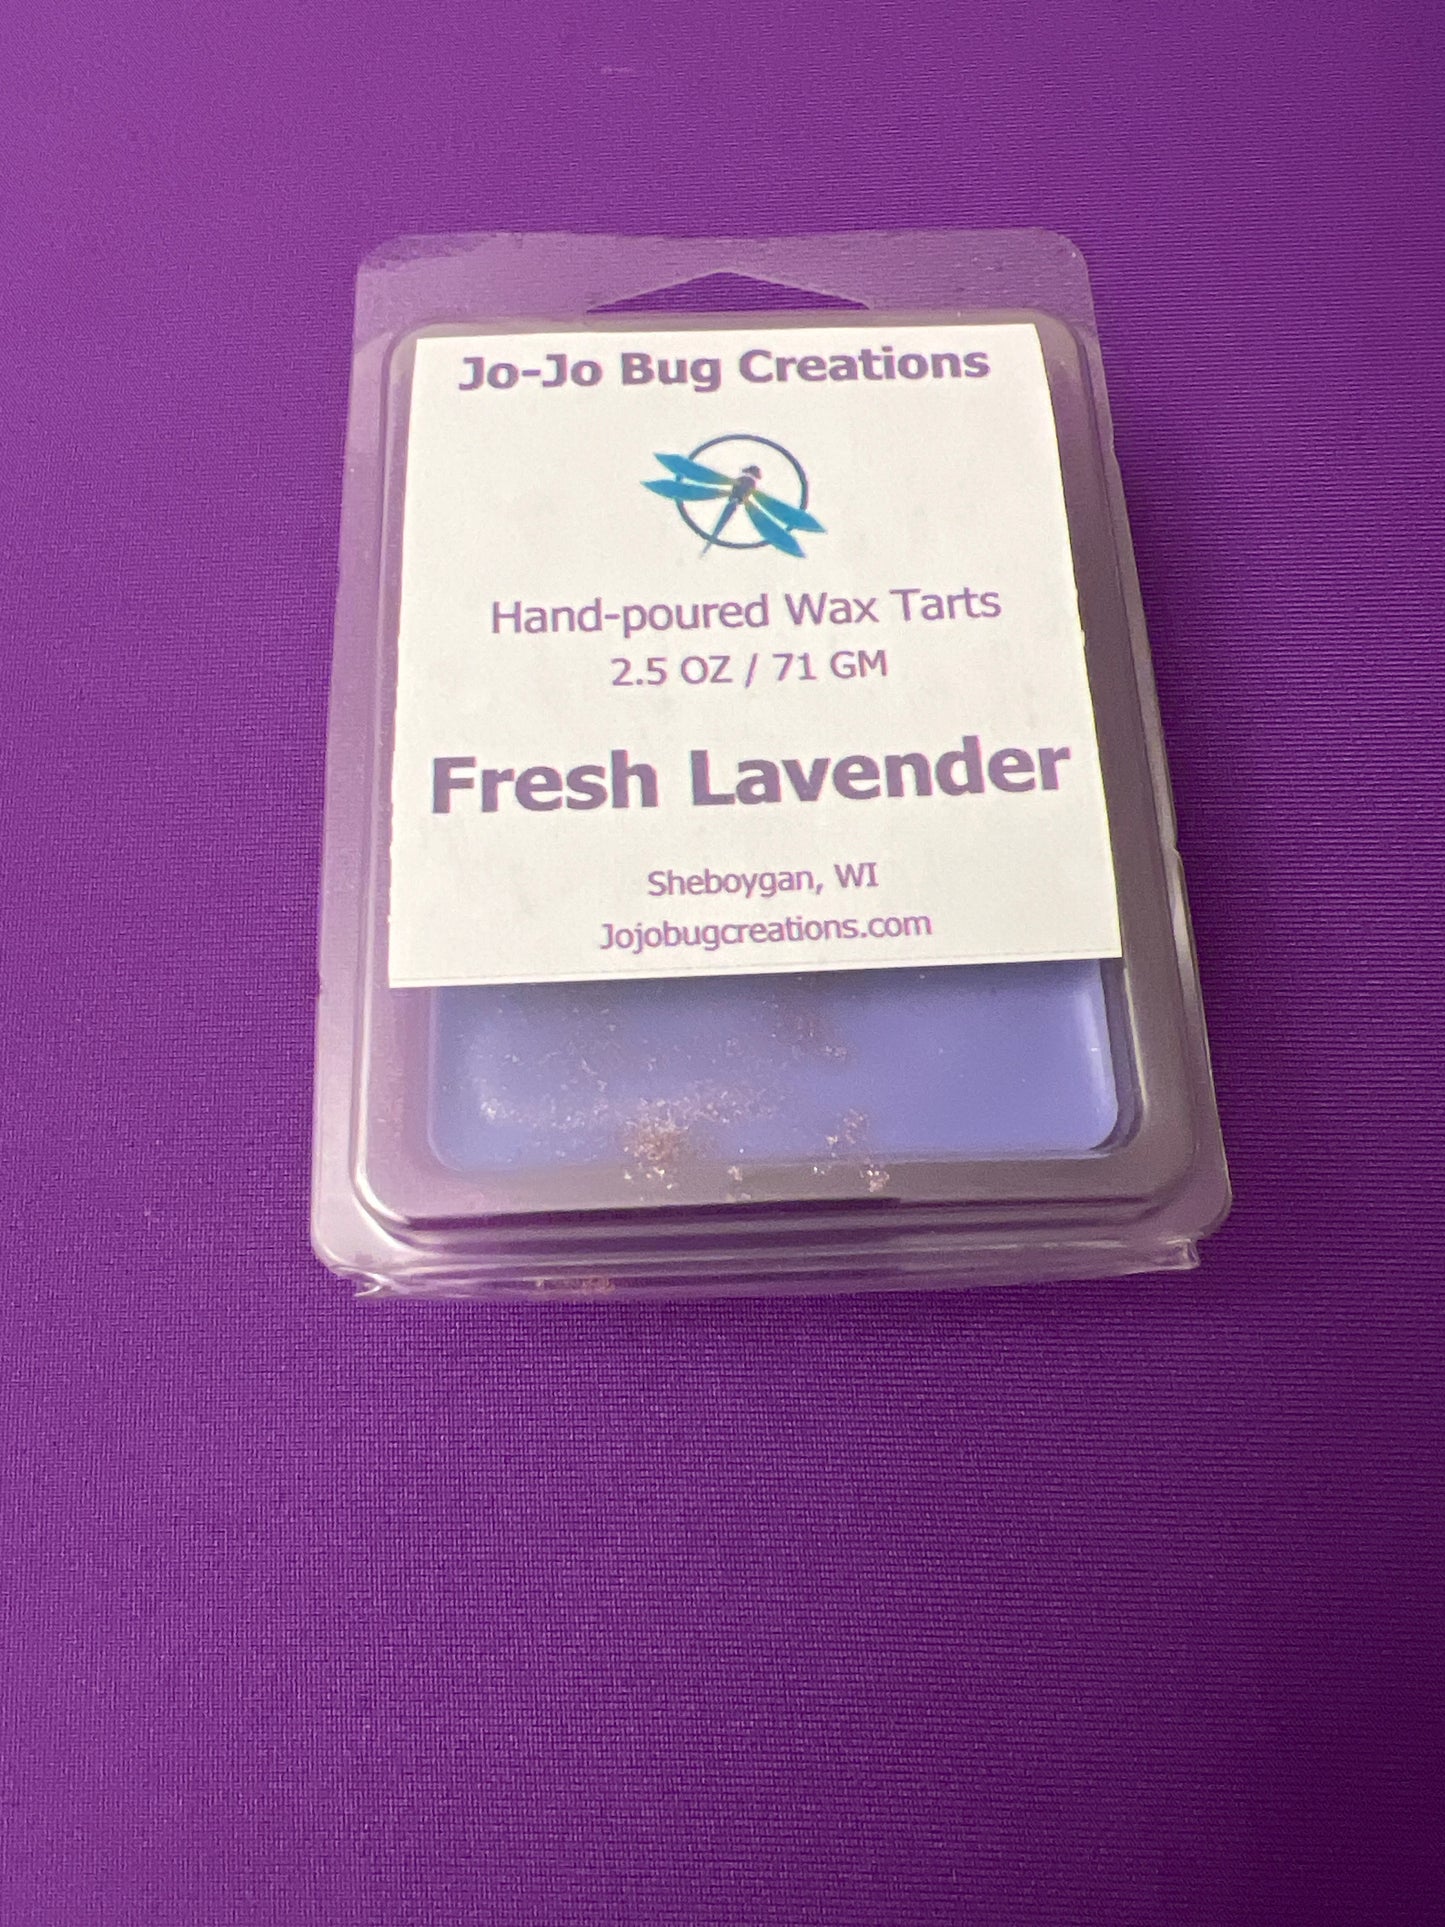 Jo-Jo Bug Creations
Hand-poured Wax Tarts
2.5 OZ / 71 GM
Fresh Lavender
Sheboygan, WI
Jojobugcreations.com